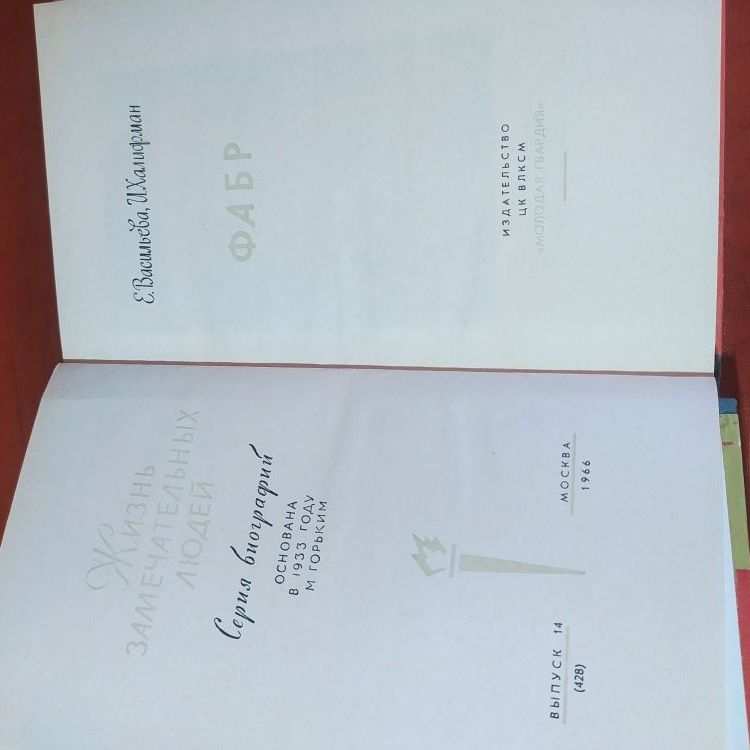 Жизнь
ЗАМЕЧАТЕЛЬНЫХ
ЛЮДЕЙ
Серия биографий
ОСНОВАНА
В 1933 ГОДУ
М ГОРЬКИМ
ВЫПУСК 14
(428)
МОСКВА
1966
Е. Васильева, И. Халифман
ФАБР
ИЗДАТЕЛЬСТВО
ЦК ВЛКСМ
«МОЛОДАЯ ГВАРДИЯ»